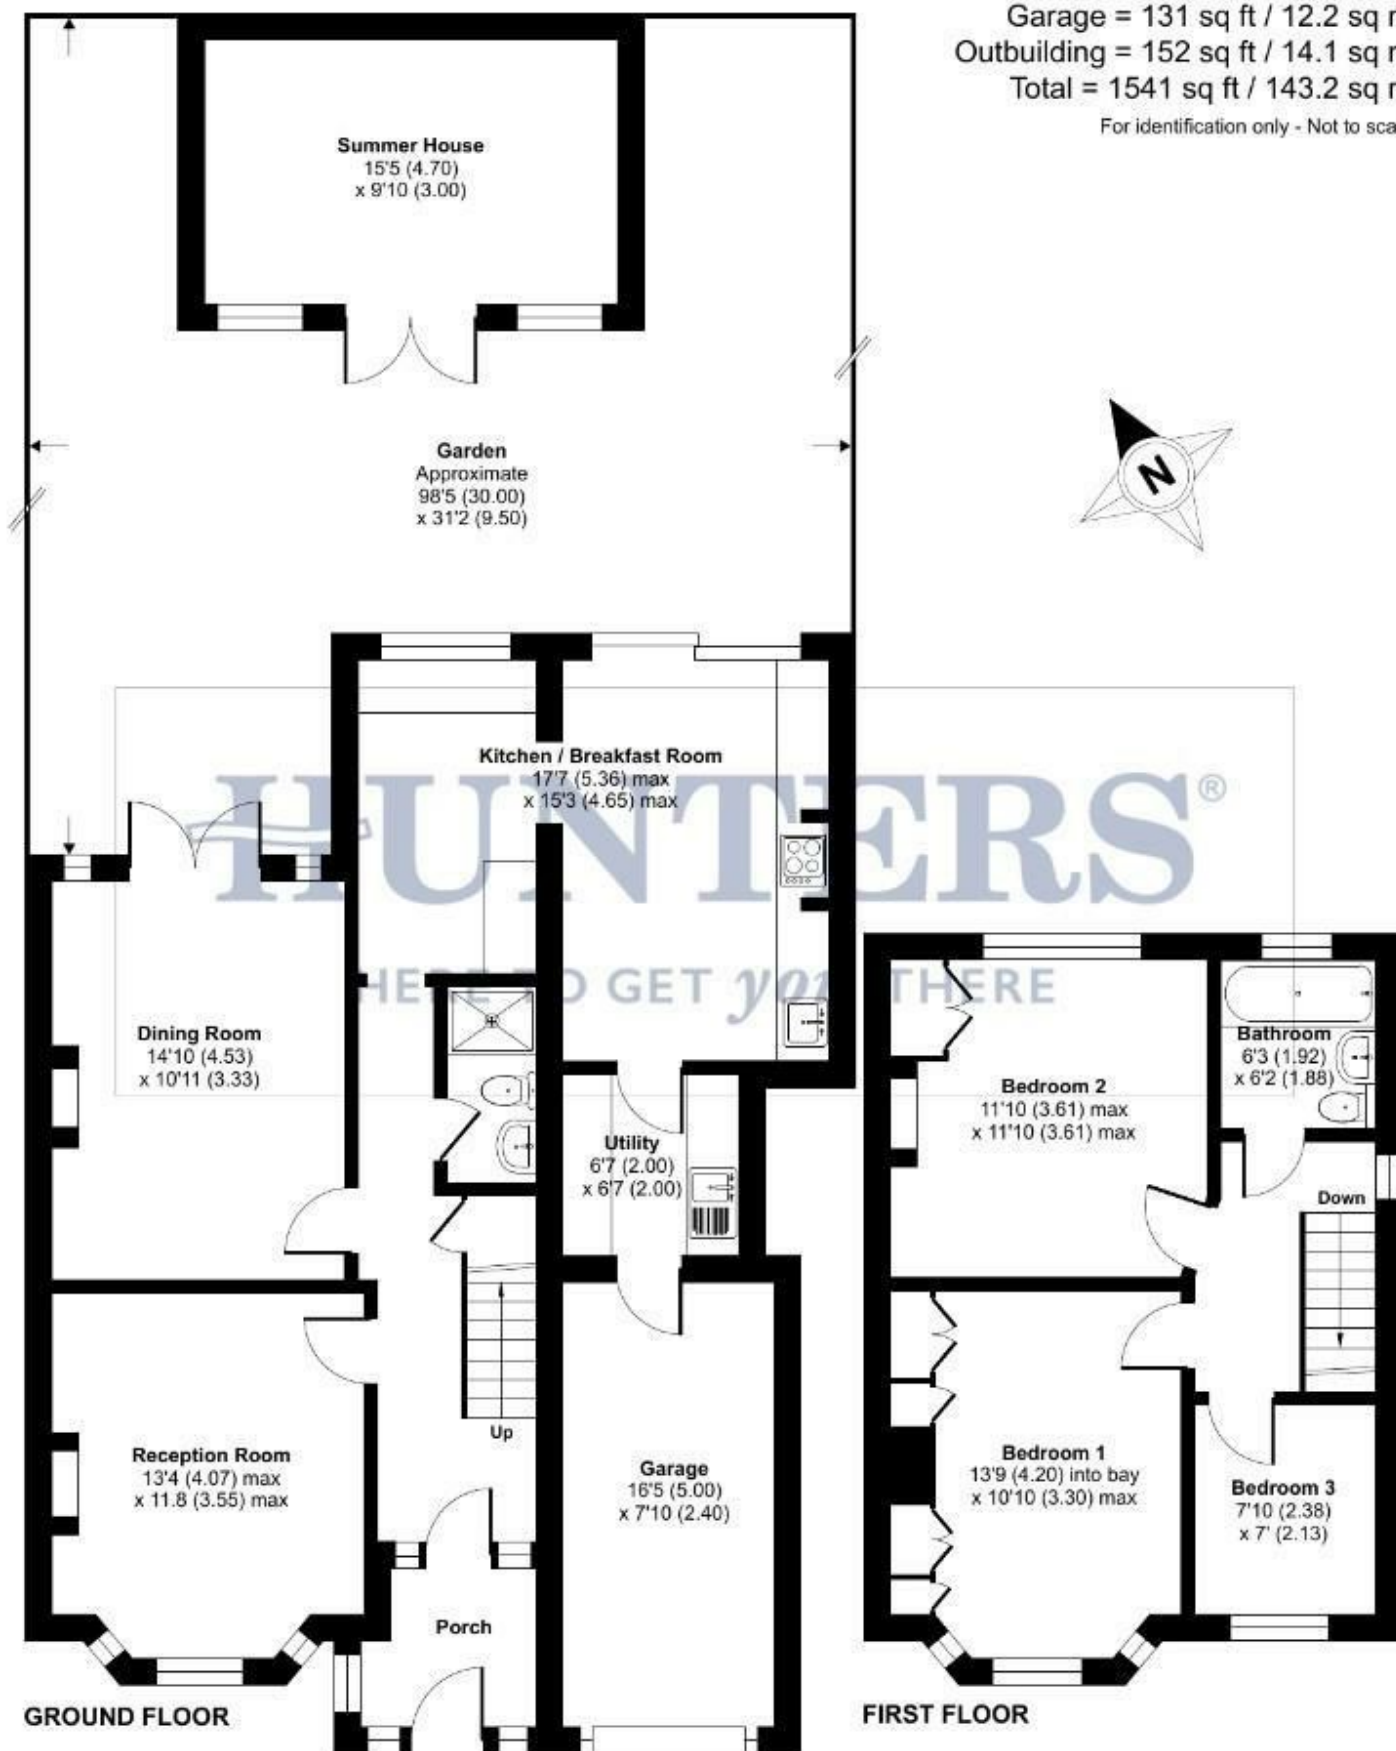 Garage = 131 sq ft / 12.2 sq
Outbuilding = 152 sq ft / 14.1 sq
Total = 1541 sq ft / 143.2 sq
For identification only - Not to sca
Summer House
15'5 (4.70)
x 9'10 (3.00)
Garden
Approximate
98'5 (30.00)
x 31'2 (9.50)
N
Kitchen / Breakfast Room
17'7 (5.36) max
x 15'3 (4.65) max
HUNTERS®
HERE TO GET you THERE
Dining Room
14'10 (4.53)
x 10'11 (3.33)
Utility
6'7 (2.00)
x 6'7 (2.00)
Up
Reception Room
13'4 (4.07) max
x 11.8 (3.55) max
Garage
16'5 (5.00)
x 7'10 (2.40)
Porch
GROUND FLOOR
Bathroom
6'3 (1.92)
x 6'2 (1.88)
Bedroom 2
11'10 (3.61) max
x 11'10 (3.61) max
Down
Bedroom 1
13'9 (4.20) into bay
x 10'10 (3.30) max
Bedroom 3
7'10 (2.38)
x 7' (2.13)
FIRST FLOOR